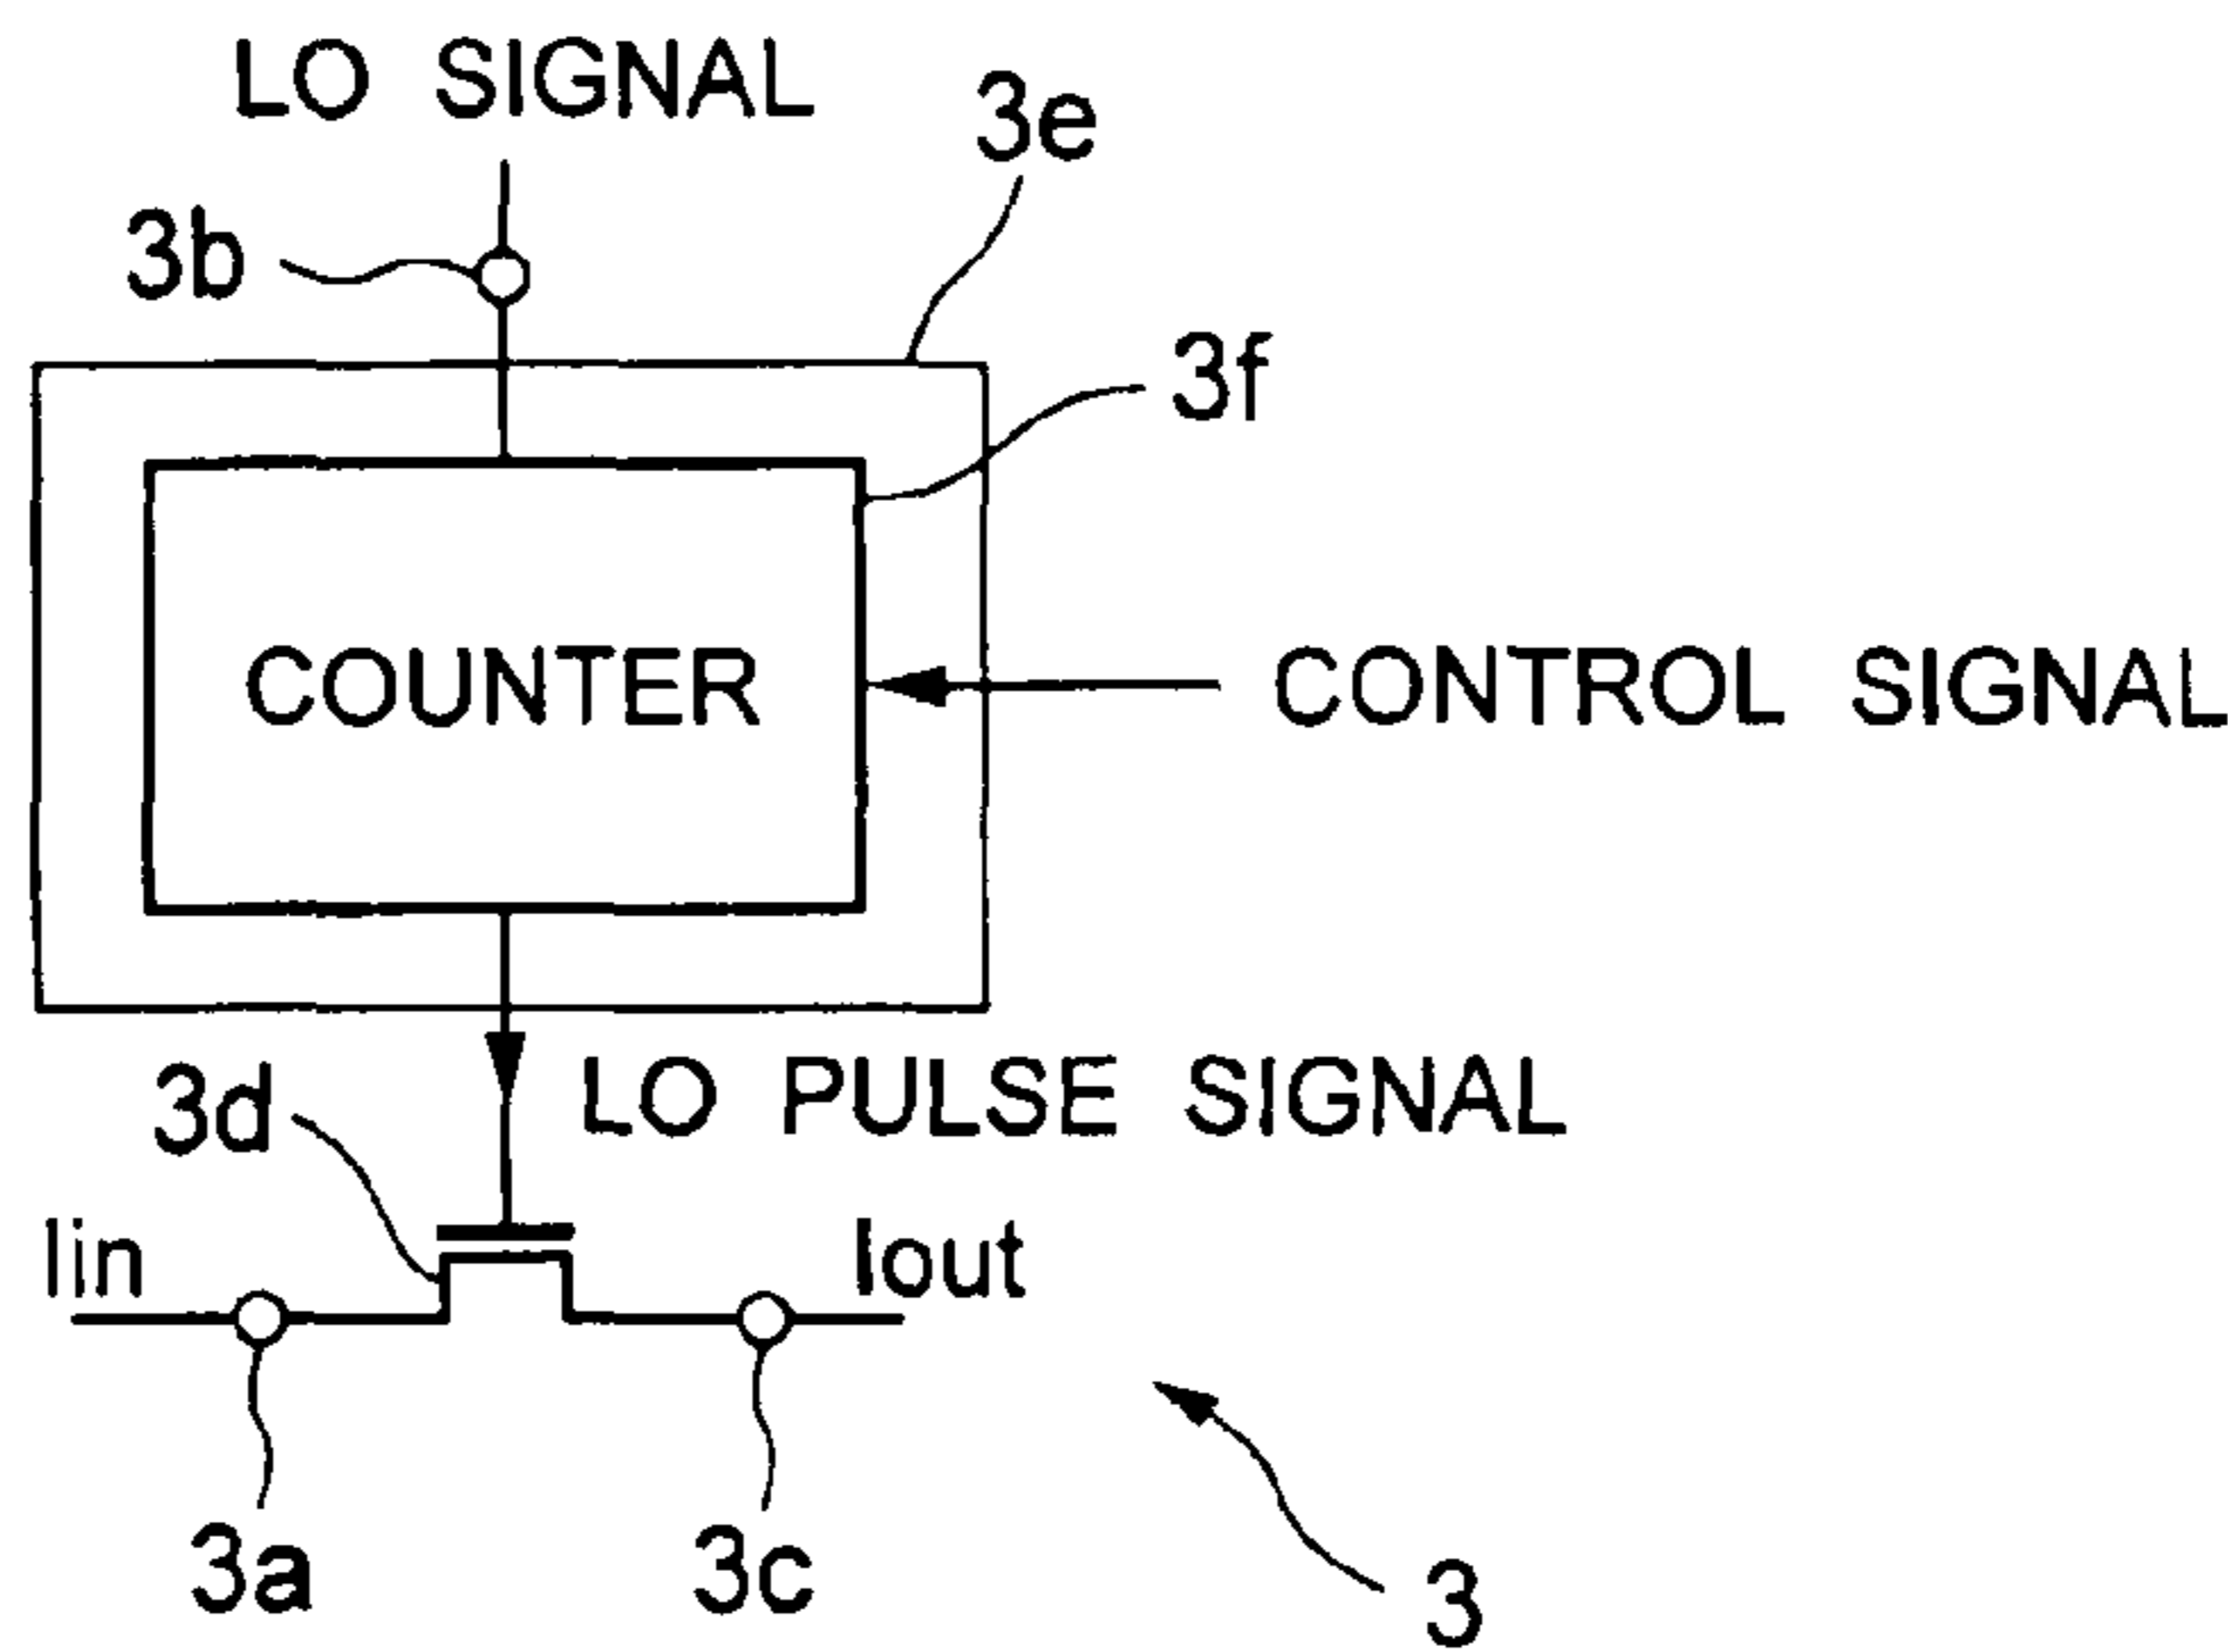 LO SIGNAL
3e
3b
3f
COUNTER
CONTROL SIGNAL
3d
LO PULSE SIGNAL
Iin
Iout
3a
3c
3